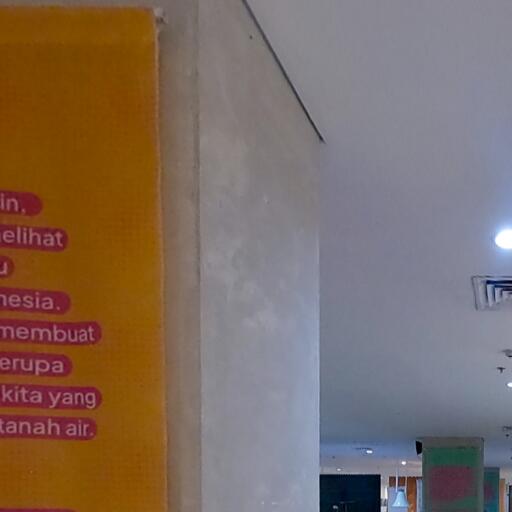 in,
elihat
u
nesia.
membuat
erupa
kita yang
tanah air.